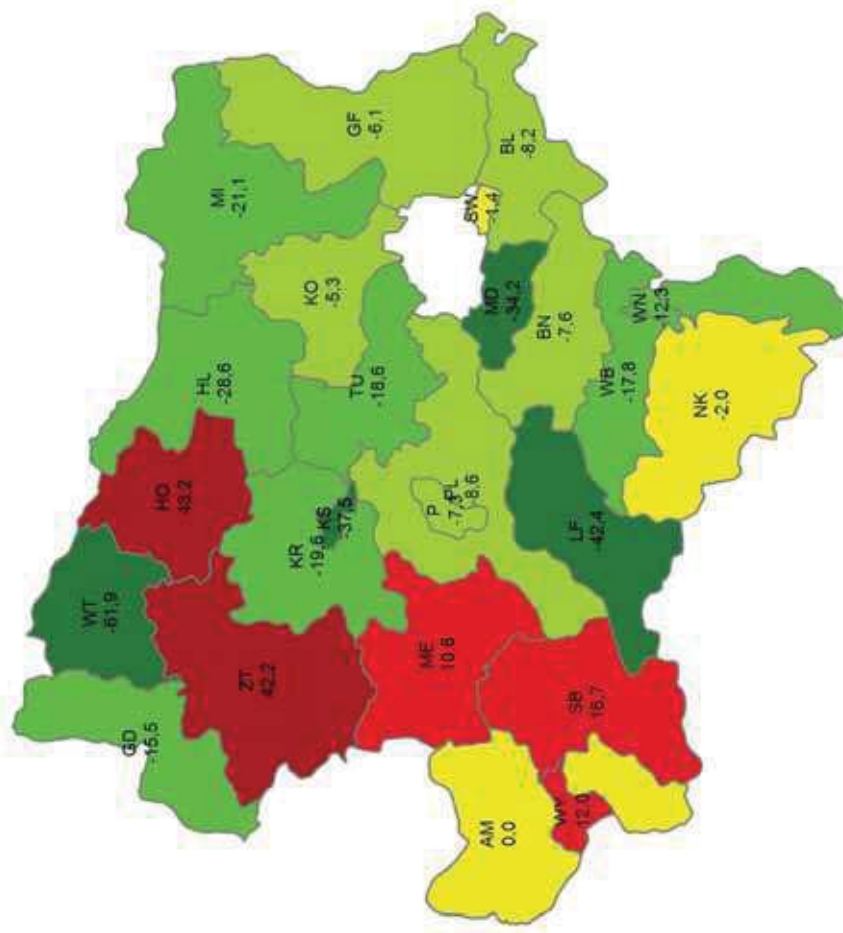 WT
-61,9
GD
-15,5
HO
HL
-28,6
MI
-21,1
ZT
42,2
KR
-19,6
KS
-37,5
KO
-5,3
TU
-18,6
GF
-6,1
ME
10,6
P
-7,3
PL
-8,6
AM
0,0
SW
-4,4
MD
-34,2
BL
-8,2
BN
-7,6
WY
12,0
SB
16,7
LF
-42,4
WB
-17,8
WN
-12,3
NK
-2,0